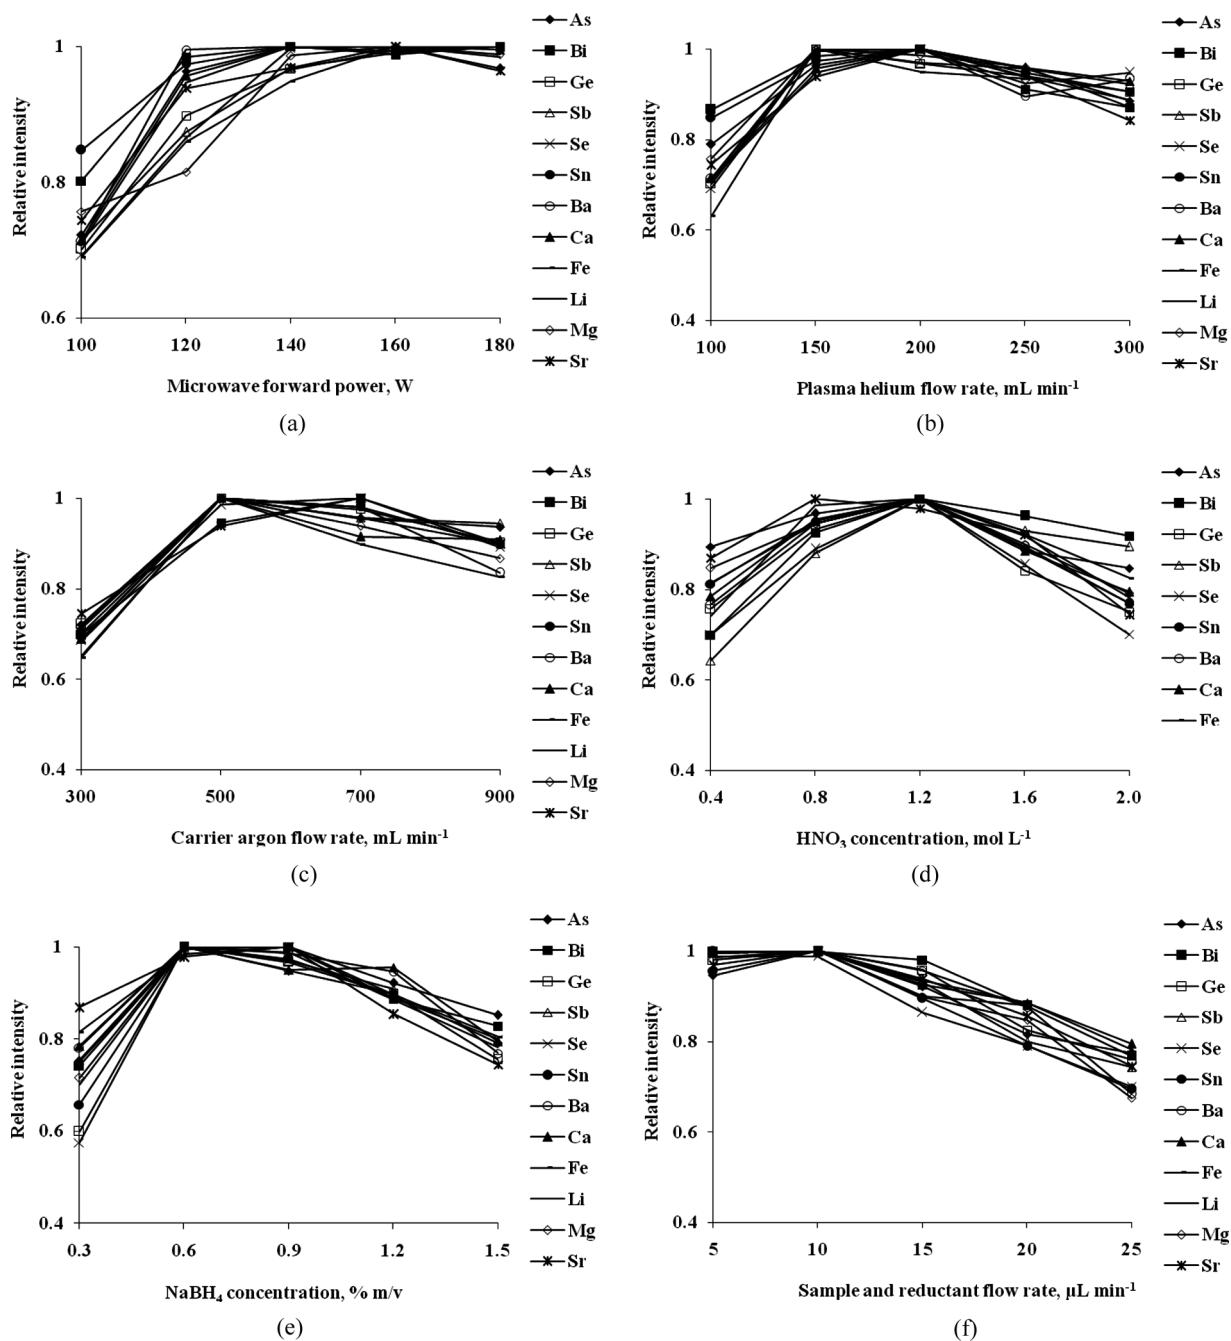 1
0.8
0.6
Relative intensity
100 120 140 160 180
Microwave forward power, W
As
Bi
Ge
Sb
Se
Sn
Ba
Ca
Fe
Li
Mg
Sr
(a)
1
0.8
0.6
0.4
Relative intensity
100 150 200 250 300
Plasma helium flow rate, mL min⁻¹
As
Bi
Ge
Sb
Se
Sn
Ba
Ca
Fe
Li
Mg
Sr
(b)
1
0.8
0.6
0.4
Relative intensity
300 500 700 900
Carrier argon flow rate, mL min⁻¹
As
Bi
Ge
Sb
Se
Sn
Ba
Ca
Fe
Li
Mg
Sr
(c)
1
0.8
0.6
0.4
Relative intensity
0.4 0.8 1.2 1.6 2.0
HNO₃ concentration, mol L⁻¹
As
Bi
Ge
Sb
Se
Sn
Ba
Ca
Fe
(d)
1
0.8
0.6
0.4
Relative intensity
0.3 0.6 0.9 1.2 1.5
NaBH₄ concentration, % m/v
As
Bi
Ge
Sb
Se
Sn
Ba
Ca
Fe
Li
Mg
Sr
(e)
1
0.8
0.6
0.4
Relative intensity
5 10 15 20 25
Sample and reductant flow rate, µL min⁻¹
As
Bi
Ge
Sb
Se
Sn
Ba
Ca
Fe
Li
Mg
Sr
(f)